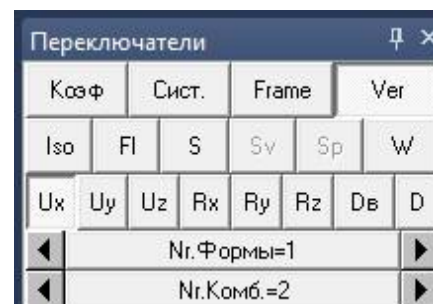 Переключатели
Коэф Сист. Frame Ver
Iso Fl S Sv Sp W
Ux Uy Uz Rx Ry Rz Dв D
Nr.Формы=1
Nr.Комб.=2